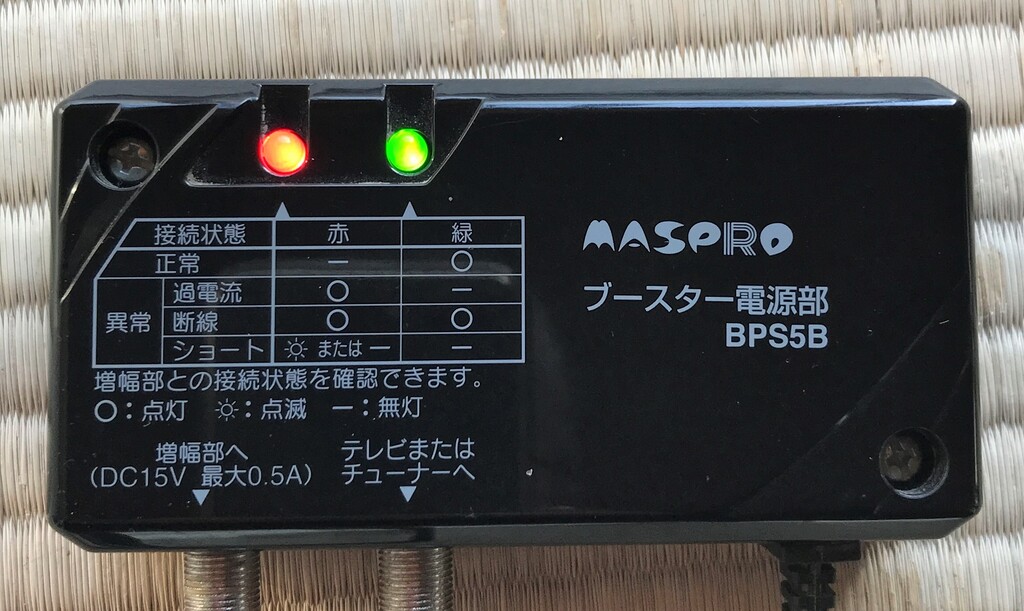 接続状態 赤 緑
正常 ー ○
異常 過電流 ○ ー
断線 ○ ○
ショート ☼ または ー ー
増幅部との接続状態を確認できます。
○：点灯 ☼：点滅 ー：無灯
増幅部へ
(DC15V 最大0.5A)
テレビまたは
チューナーへ
MASPRO
ブースター電源部
BPS5B